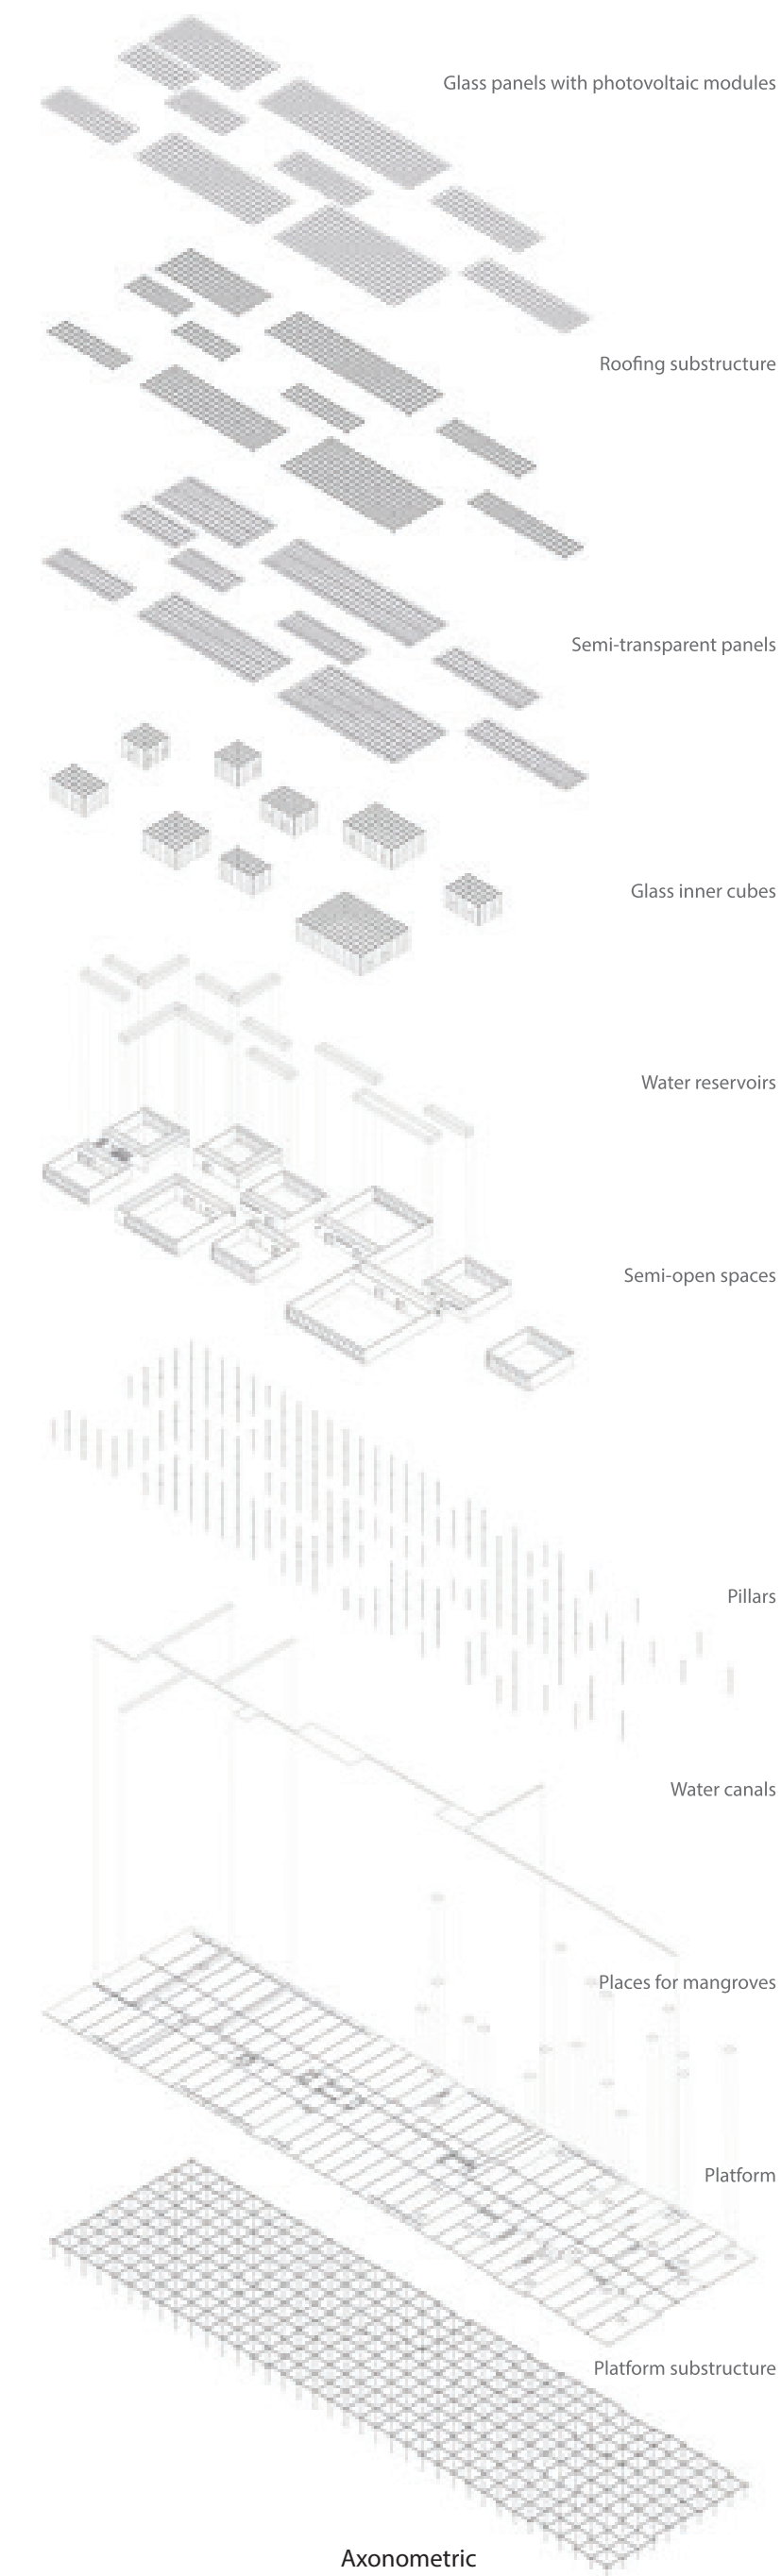 Glass panels with photovoltaic modules
Roofing substructure
Semi-transparent panels
Glass inner cubes
Water reservoirs
Semi-open spaces
Pillars
Water canals
Places for mangroves
Platform
Platform substructure
Axonometric